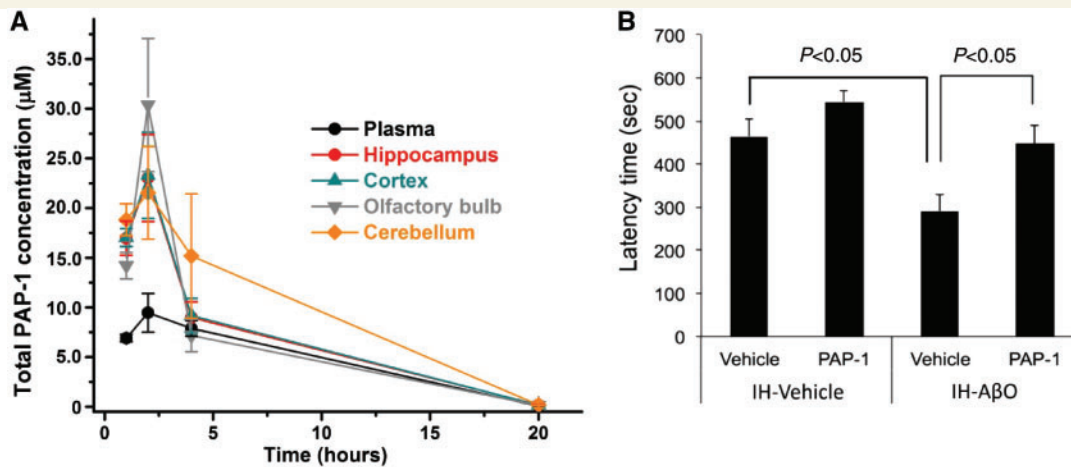 A
Total PAP-1 concentration (µM)
35.0
30.0
25.0
20.0
15.0
10.0
5.0
0
Plasma
Hippocampus
Cortex
Olfactory bulb
Cerebellum
0 5 10 15 20
Time (hours)
B
Latency time (sec)
700
600
500
400
300
200
100
0
P<0.05 P<0.05
Vehicle PAP-1 Vehicle PAP-1
IH-Vehicle IH-AβO